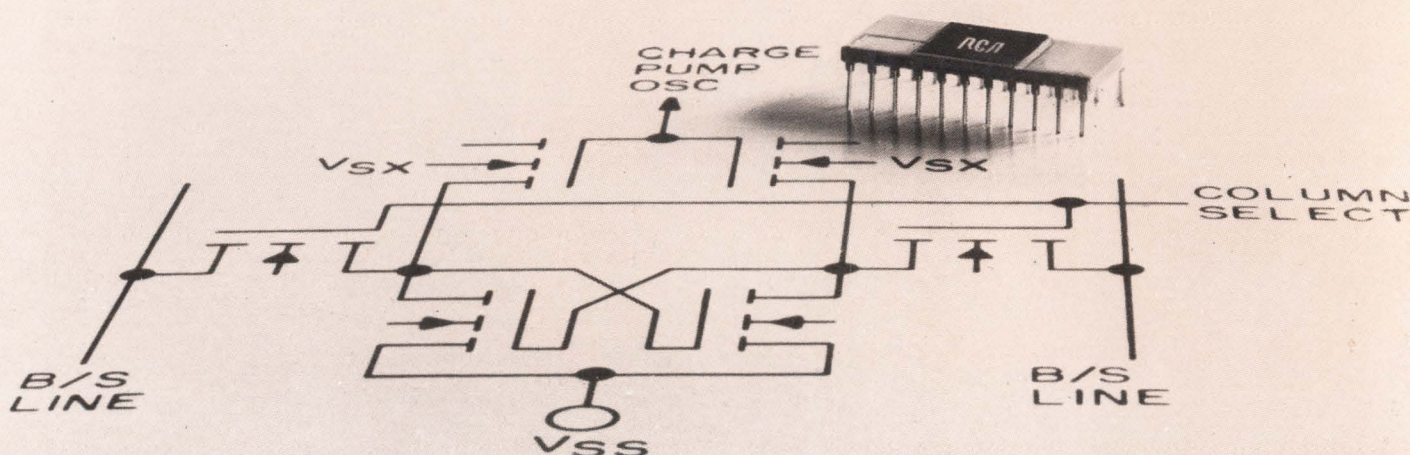 CHARGE
PUMP
OSC
RCA
VSX
VSX
COLUMN
SELECT
B/S
LINE
B/S
LINE
VSS